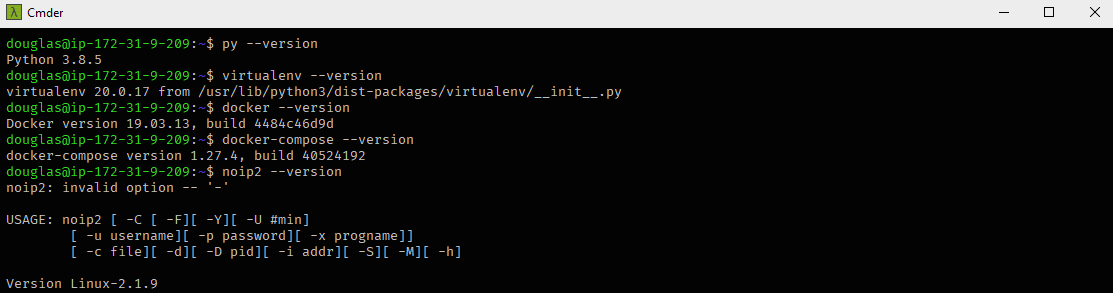 λ Cmder
douglas@ip-172-31-9-209:~$ py --version
Python 3.8.5
douglas@ip-172-31-9-209:~$ virtualenv --version
virtualenv 20.0.17 from /usr/lib/python3/dist-packages/virtualenv/__init__.py
douglas@ip-172-31-9-209:~$ docker --version
Docker version 19.03.13, build 4484c46d9d
douglas@ip-172-31-9-209:~$ docker-compose --version
docker-compose version 1.27.4, build 40524192
douglas@ip-172-31-9-209:~$ noip2 --version
noip2: invalid option -- '-'
USAGE: noip2 [ -C [ -F][ -Y][ -U #min]
[ -u username][ -p password][ -x progname]]
[ -c file][ -d][ -D pid][ -i addr][ -S][ -M][ -h]
Version Linux-2.1.9